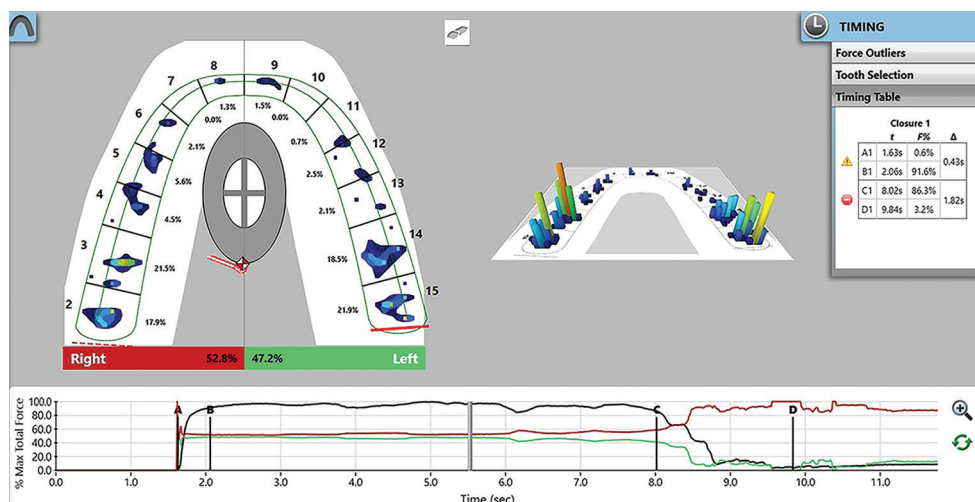 TIMING
Force Outliers
Tooth Selection
Timing Table
Closure 1
t F% Δ
A1 1.63s 0.6% 0.43s
B1 2.06s 91.6%
C1 8.02s 86.3% 1.82s
D1 9.84s 3.2%
8 9
7 10
6 11
1.3% 1.5%
0.0% 0.0%
5 12
2.1% 0.7%
4 13
5.6% 2.5%
4.5% 2.1%
3 14
21.5% 18.5%
2 15
17.9% 21.9%
Right 52.8% 47.2% Left
% Max Total Force
100.0
80.0
60.0
40.0
20.0
0.0
A B C D
0.0 1.0 2.0 3.0 4.0 5.0 6.0 7.0 8.0 9.0 10.0 11.0
Time (sec)